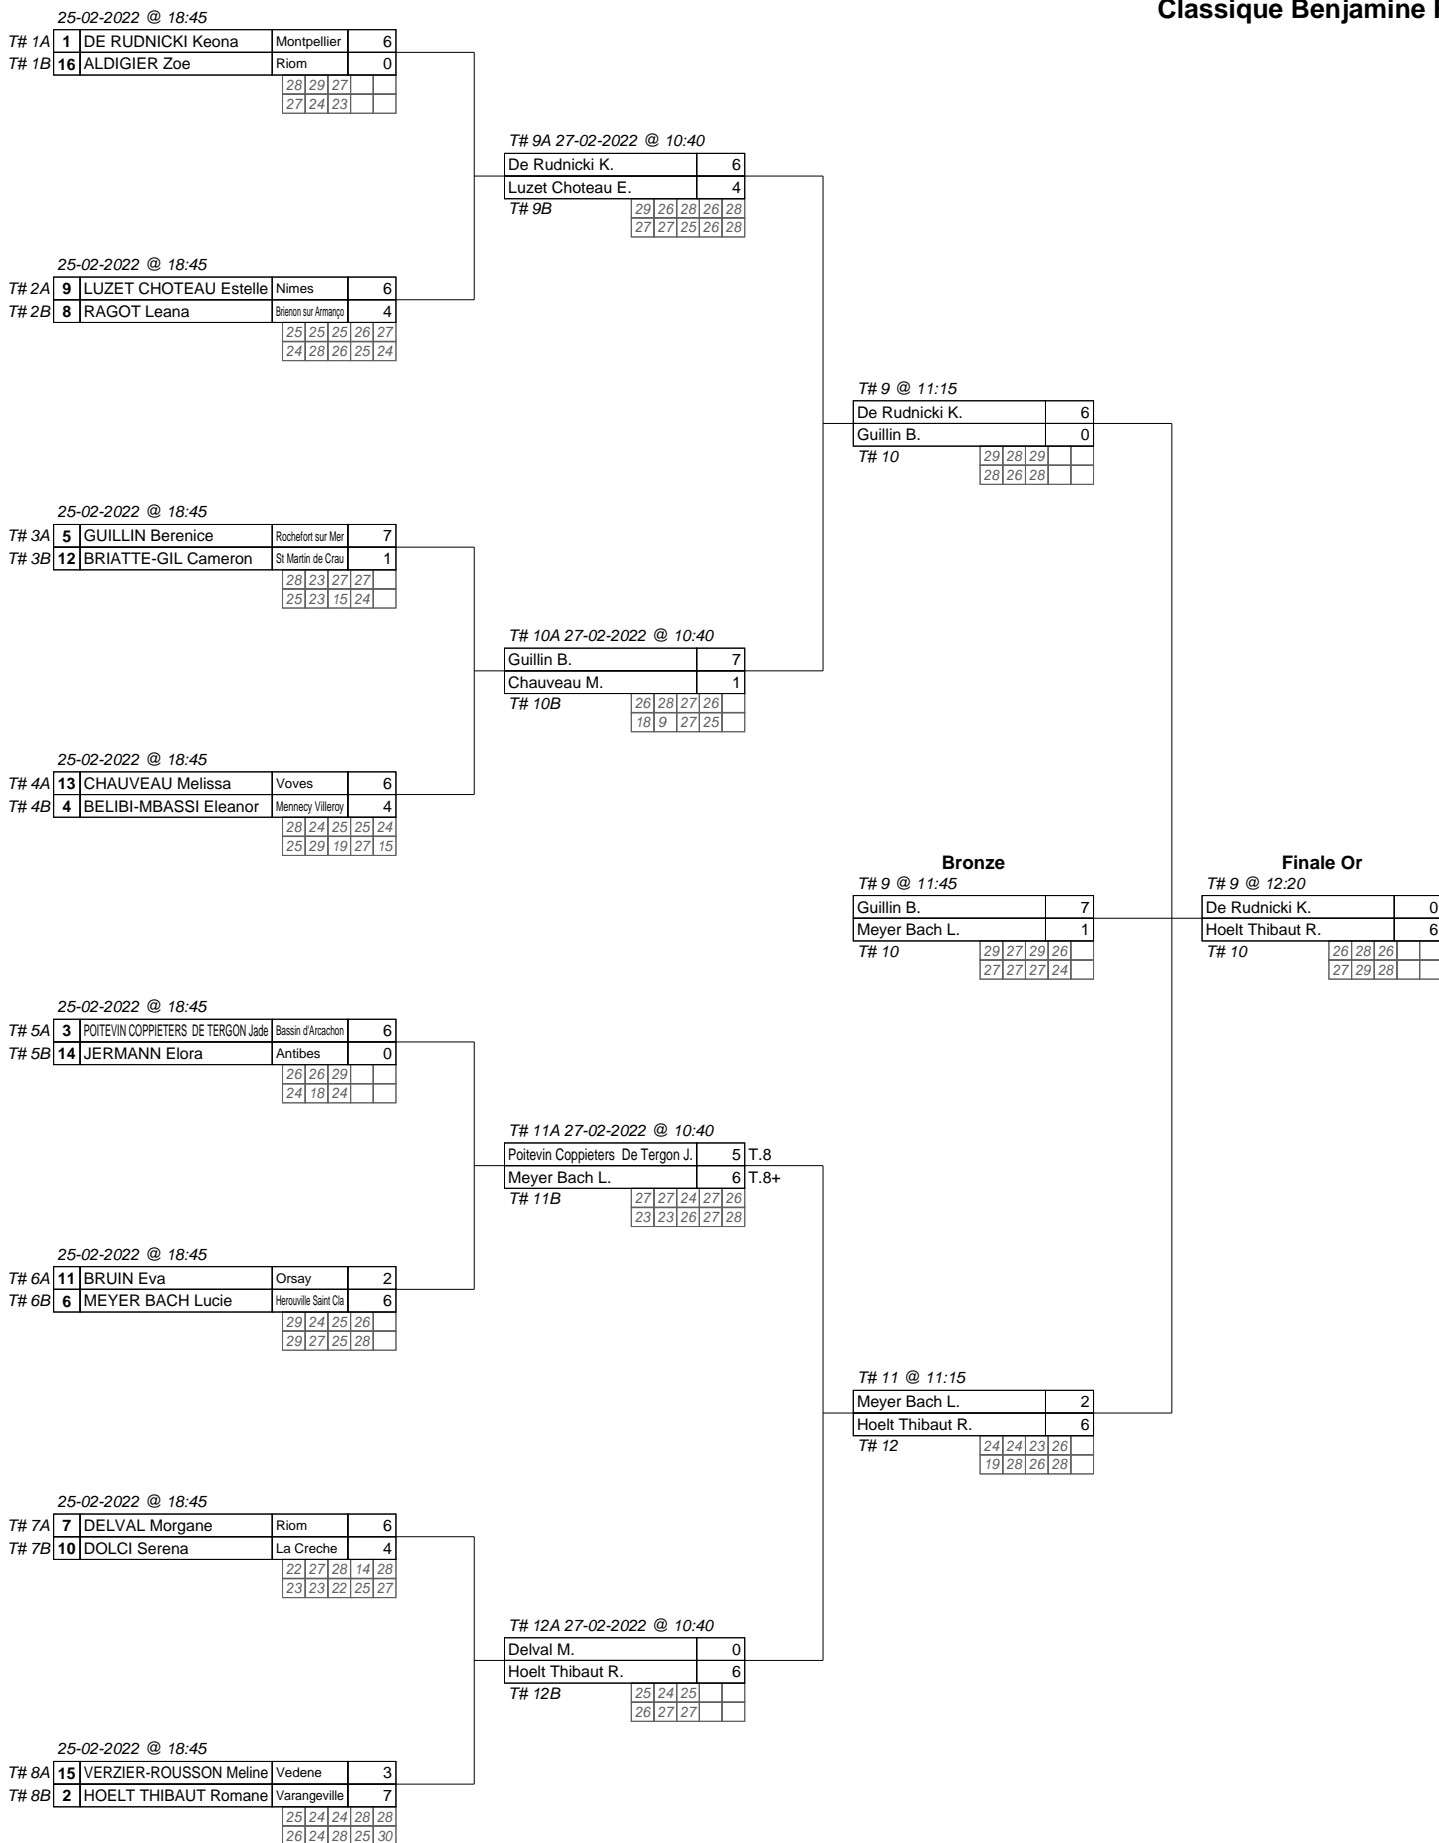 Classique Benjamine
25-02-2022 @ 18:45
T# 1A 1 DE RUDNICKI Keona Montpellier 6
T# 1B 16 ALDIGIER Zoe Riom 0
28 29 27
27 24 23
T# 9A 27-02-2022 @ 10:40
De Rudnicki K. 6
Luzet Choteau E. 4
T# 9B 29 26 28 26 28
27 27 25 26 28
25-02-2022 @ 18:45
T# 2A 9 LUZET CHOTEAU Estelle Nimes 6
T# 2B 8 RAGOT Leana Brienon sur Armanço 4
25 25 25 26 27
24 28 26 25 24
T# 9 @ 11:15
De Rudnicki K. 6
Guillin B. 0
T# 10 29 28 29
28 26 28
25-02-2022 @ 18:45
T# 3A 5 GUILLIN Berenice Rochefort sur Mer 7
T# 3B 12 BRIATTE-GIL Cameron St Martin de Crau 1
28 23 27 27
25 23 15 24
T# 10A 27-02-2022 @ 10:40
Guillin B. 7
Chauveau M. 1
T# 10B 26 28 27 26
18 9 27 25
25-02-2022 @ 18:45
T# 4A 13 CHAUVEAU Melissa Voves 6
T# 4B 4 BELIBI-MBASSI Eleanor Mennecy Villeroy 4
28 24 25 25 24
25 29 19 27 15
Bronze
T# 9 @ 11:45
Guillin B. 7
Meyer Bach L. 1
T# 10 29 27 29 26
27 27 27 24
Finale Or
T# 9 @ 12:20
De Rudnicki K. 0
Hoelt Thibaut R. 6
T# 10 26 28 26
27 29 28
25-02-2022 @ 18:45
T# 5A 3 POITEVIN COPPIETERS DE TERGON Jade Bassin d'Arcachon 6
T# 5B 14 JERMANN Elora Antibes 0
26 26 29
24 18 24
T# 11A 27-02-2022 @ 10:40
Poitevin Coppieters De Tergon J. 5 T.8
Meyer Bach L. 6 T.8+
T# 11B 27 27 24 27 26
23 23 26 27 28
25-02-2022 @ 18:45
T# 6A 11 BRUIN Eva Orsay 2
T# 6B 6 MEYER BACH Lucie Herouville Saint Cla 6
29 24 25 26
29 27 25 28
T# 11 @ 11:15
Meyer Bach L. 2
Hoelt Thibaut R. 6
T# 12 24 24 23 26
19 28 26 28
25-02-2022 @ 18:45
T# 7A 7 DELVAL Morgane Riom 6
T# 7B 10 DOLCI Serena La Creche 4
22 27 28 14 28
23 23 22 25 27
T# 12A 27-02-2022 @ 10:40
Delval M. 0
Hoelt Thibaut R. 6
T# 12B 25 24 25
26 27 27
25-02-2022 @ 18:45
T# 8A 15 VERZIER-ROUSSON Meline Vedene 3
T# 8B 2 HOELT THIBAUT Romane Varangeville 7
25 24 24 28 28
26 24 28 25 30